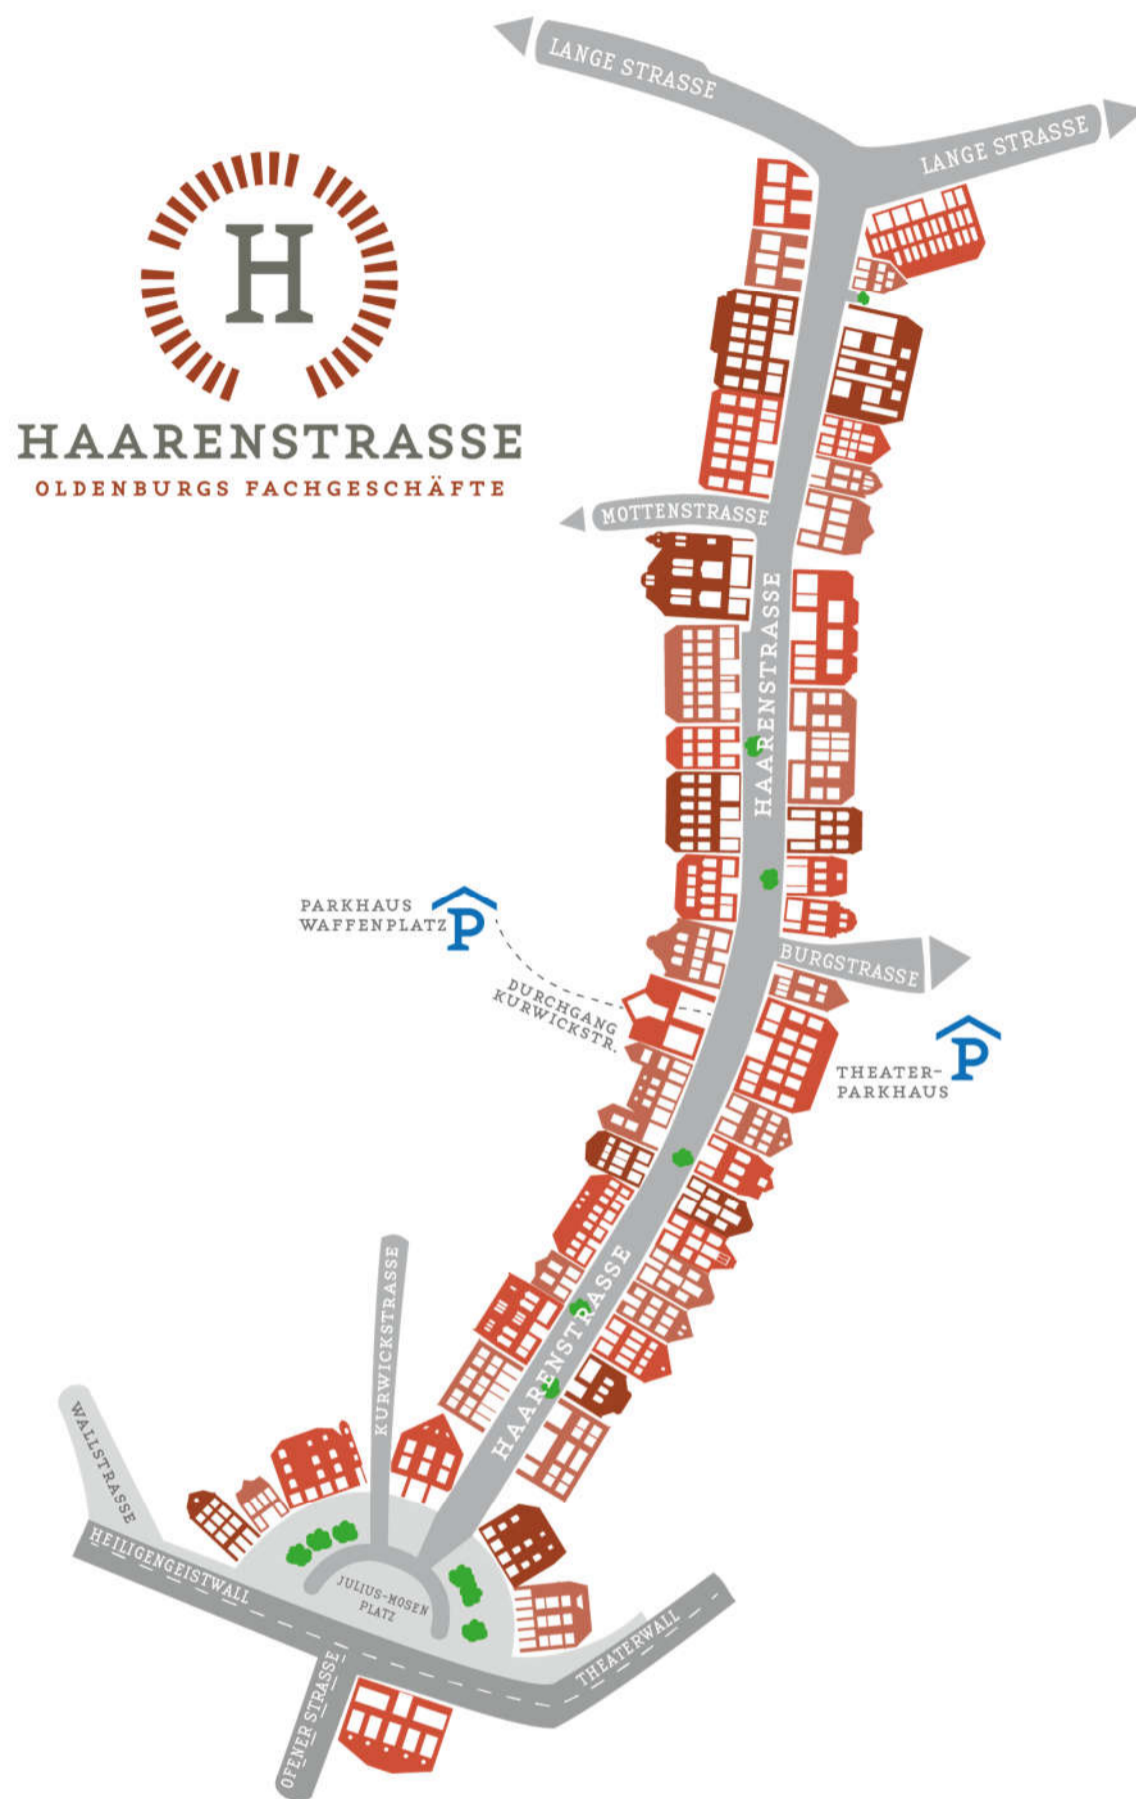 LANGE STRASSE
LANGE STRASSE
H
HAARENSTRASSE
OLDENBURGS FACHGESCHÄFTE
MOTTENSTRASSE
HAARENSTRASSE
PARKHAUS
WAFFENPLATZ
P
BURGSTRASSE
DURCHGANG
KURWICKSTR.
P
THEATER-
PARKHAUS
HAARENSTRASSE
KURWICKSTRASSE
WALLSTRASSE
HEILIGENGEISTWALL
JULIUS-MOSEN
PLATZ
THEATERWALL
OFENER STRASSE